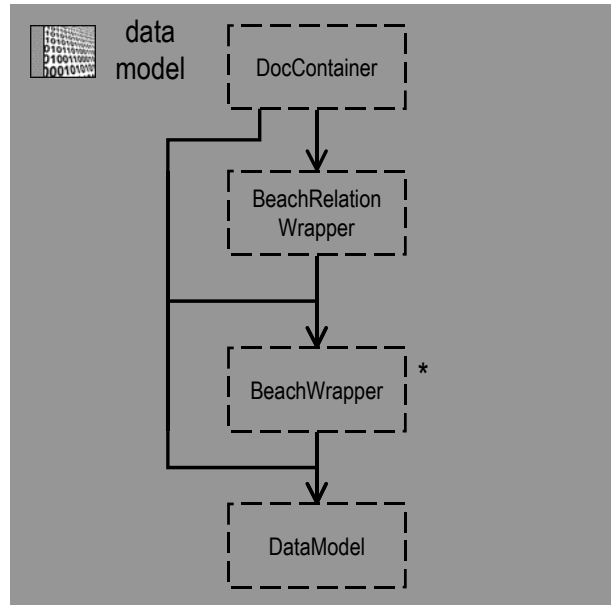 data
model
DocContainer
BeachRelation
Wrapper
BeachWrapper
*
DataModel